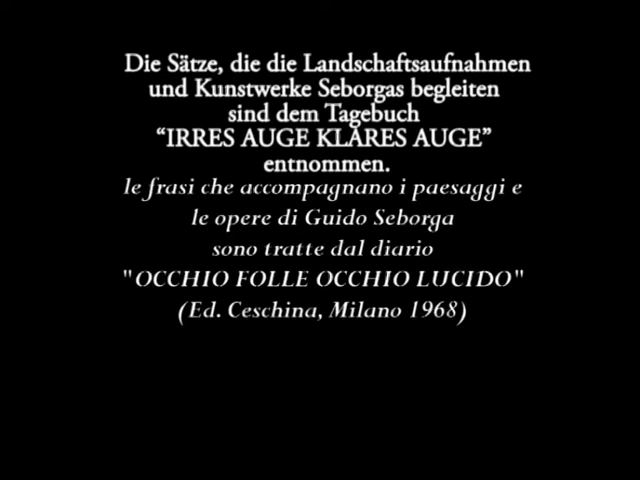 Die Sätze, die die Landschaftsaufnahmen
und Kunstwerke Seborgas begleiten
sind dem Tagebuch
“IRRES AUGE KLARES AUGE”
entnommen.
le frasi che accompagnano i paesaggi e
le opere di Guido Seborga
sono tratte dal diario
"OCCHIO FOLLE OCCHIO LUCIDO"
(Ed. Ceschina, Milano 1968)